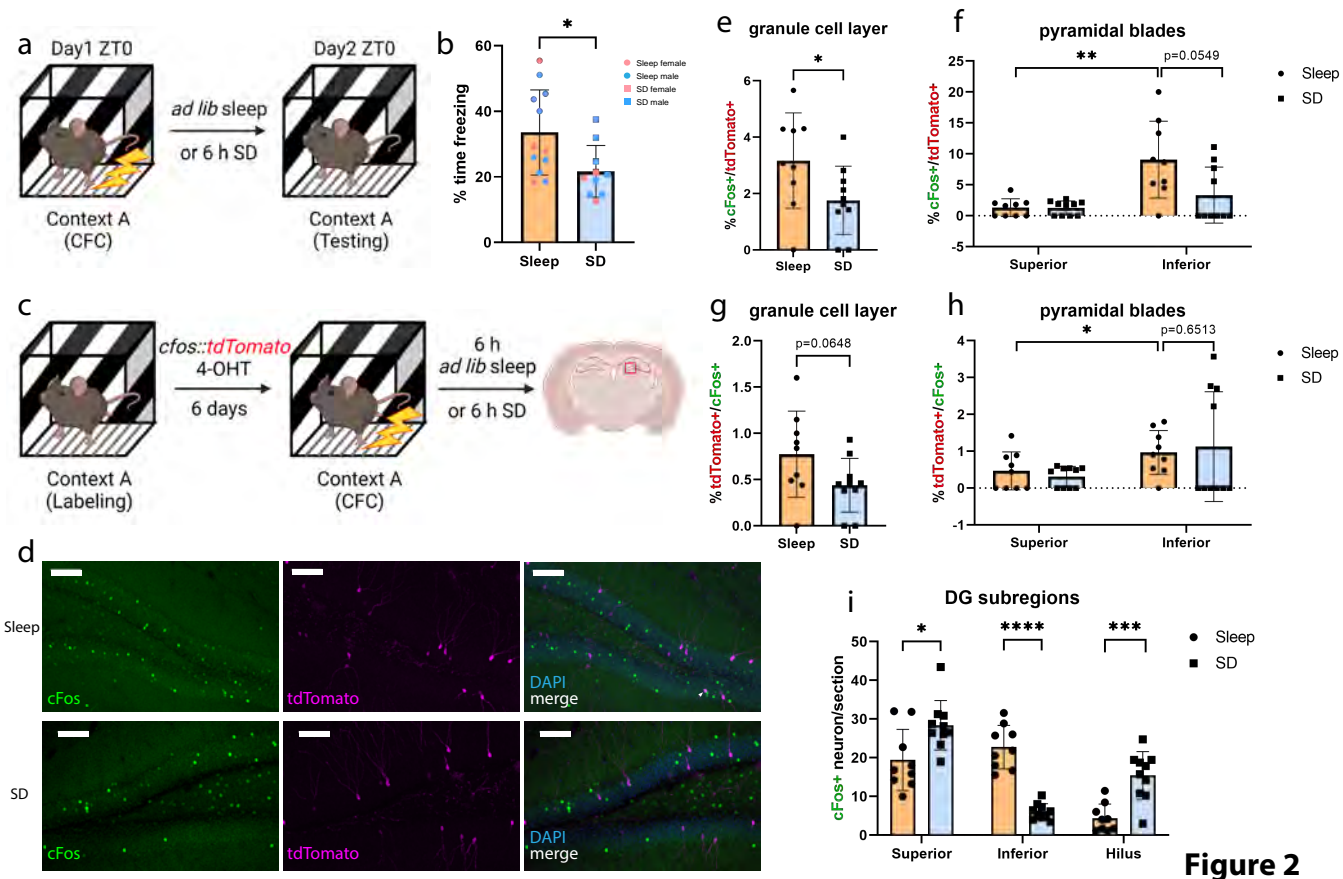 a
Day1 ZT0
Day2 ZT0
ad lib sleep
or 6 h SD
Context A
(CFC)
Context A
(Testing)
b
*
% time freezing
60
40
20
0
Sleep
SD
Sleep female
Sleep male
SD female
SD male
c
cfos::tdTomato
4-OHT
6 days
6 h
ad lib sleep
or 6 h SD
Context A
(Labeling)
Context A
(CFC)
d
Sleep
cFos
tdTomato
DAPI
merge
SD
cFos
tdTomato
DAPI
merge
e
granule cell layer
*
%cFos+/tdTomato+
6
4
2
0
Sleep
SD
f
pyramidal blades
**
p=0.0549
%cFos+/tdTomato+
25
20
15
10
5
0
-5
Superior
Inferior
Sleep
SD
g
granule cell layer
p=0.0648
%tdTomato+/cFos+
2.0
1.5
1.0
0.5
0.0
Sleep
SD
h
pyramidal blades
*
p=0.6513
%tdTomato+/cFos+
4
3
2
1
0
-1
Superior
Inferior
Sleep
SD
i
DG subregions
*
****
***
cFos+ neuron/section
50
40
30
20
10
0
Superior
Inferior
Hilus
Sleep
SD
Figure 2